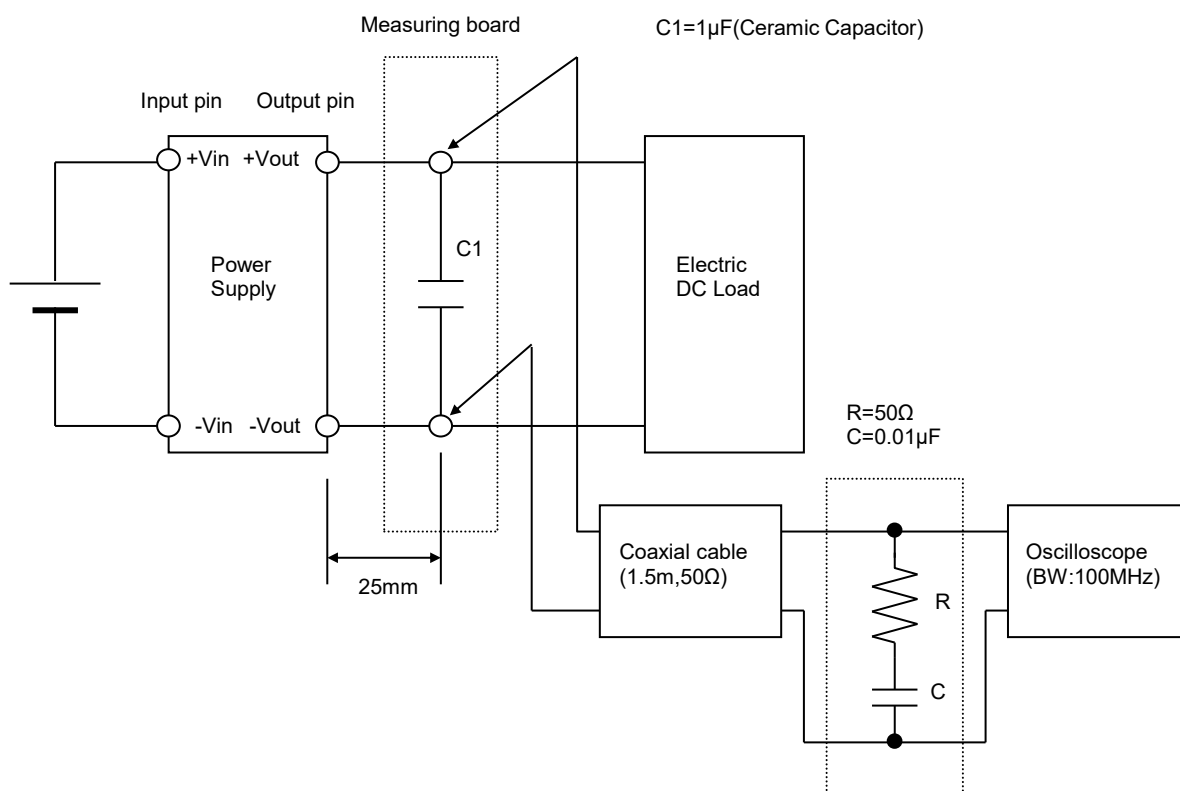 Measuring board
C1=1µF(Ceramic Capacitor)
Input pin
Output pin
+Vin
+Vout
C1
Power
Supply
Electric
DC Load
-Vin
-Vout
R=50Ω
C=0.01µF
25mm
Coaxial cable
(1.5m,50Ω)
R
C
Oscilloscope
(BW:100MHz)